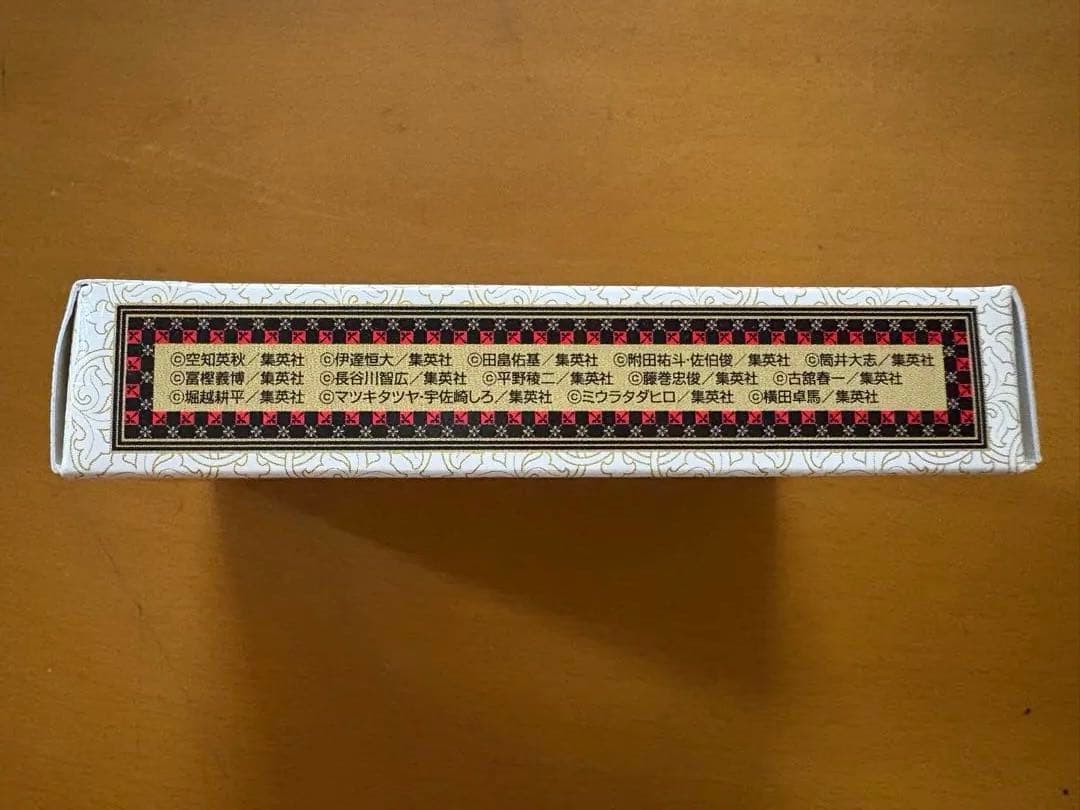 ©空知英秋／集英社 ©伊達恒大／集英社 ©田畠佑基／集英社 ©附田祐斗・佐伯俊／集英社 ©筒井大志／集英社
©冨樫義博／集英社 ©長谷川智広／集英社 ©平野稜二／集英社 ©藤巻忠俊／集英社 ©古舘春一／集英社
©堀越耕平／集英社 ©マツキタツヤ・宇佐崎しろ／集英社 ©ミウラタダヒロ／集英社 ©横田卓馬／集英社